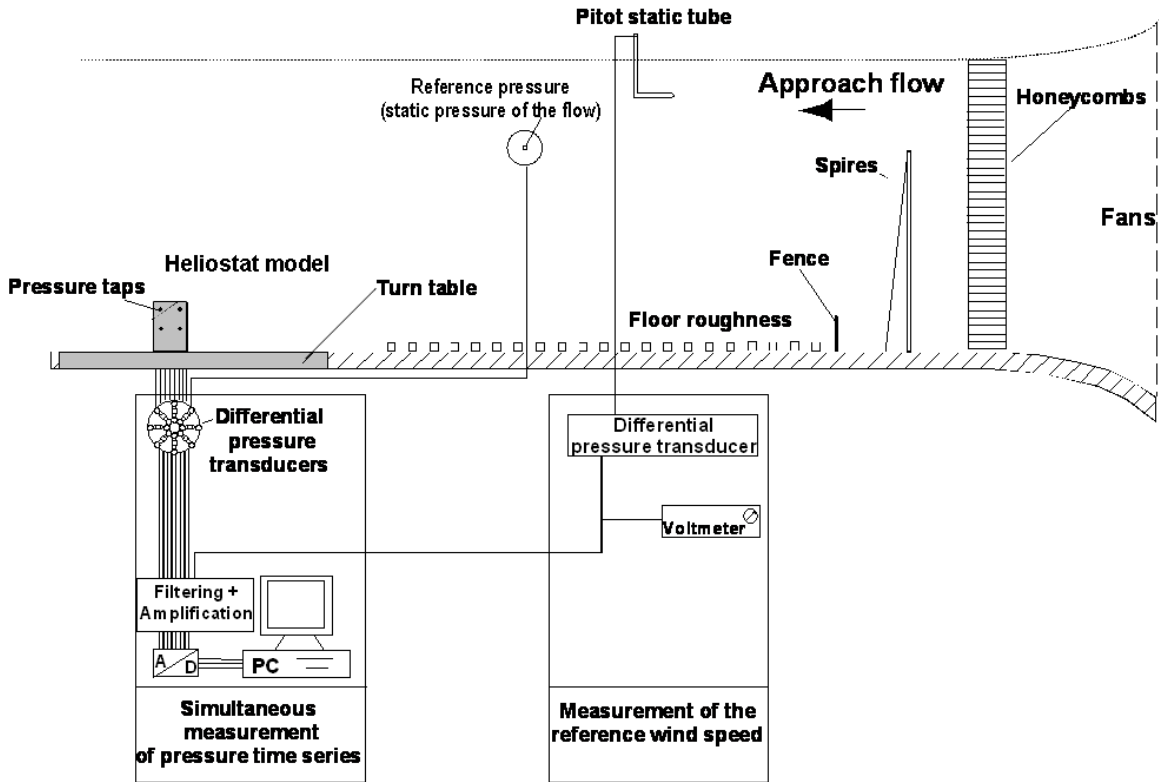 Pitot static tube
Reference pressure
(static pressure of the flow)
Approach flow
Honeycombs
Spires
Fans
Heliostat model
Pressure taps
Turn table
Fence
Floor roughness
Differential
pressure
transducers
Differential
pressure transducer
Voltmeter
Filtering +
Amplification
A
D
PC
Simultaneous
measurement
of pressure time series
Measurement of the
reference wind speed